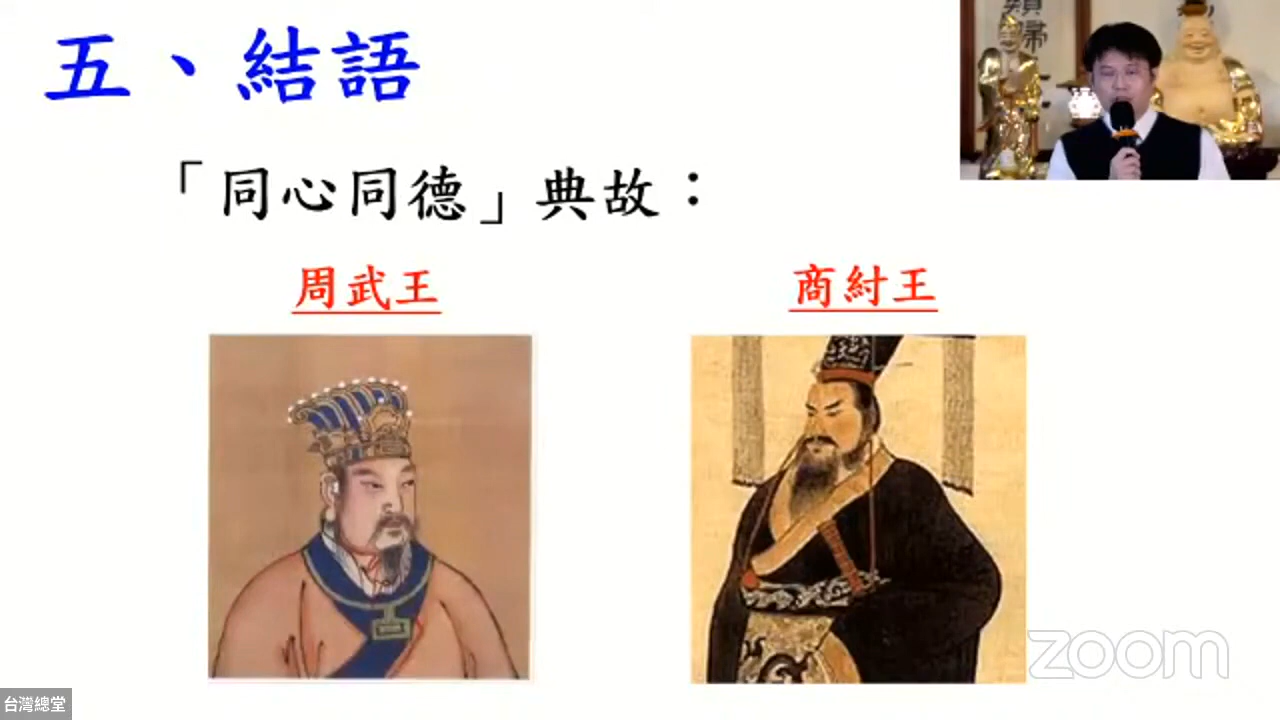 五、結語
「同心同德」典故：
周武王
商紂王
zoom
台灣總堂